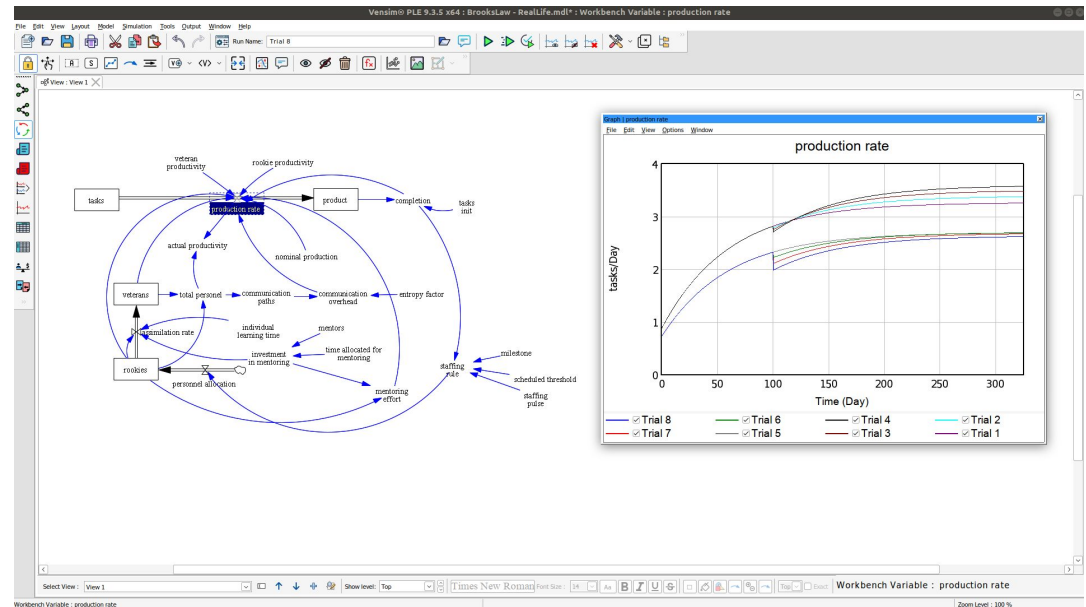 Vensim® PLE 9.3.5 x64 : BrooksLaw - RealLife.mdl* : Workbench Variable : production rate
File Edit View Layout Model Simulation Tools Output Window Help
Run Name: Trial 8
View : View 1
veteran
productivity
rookie productivity
tasks
production rate
product
completion
tasks
init
actual productivity
nominal production
veterans
total personel
communication
paths
communication
overhead
entropy factor
assimilation rate
individual
learning time
mentors
investment
in mentoring
time allocated for
mentoring
rookies
personnel allocation
mentoring
effort
staffing
rule
milestone
scheduled threshold
staffing
pulse
Graph | production rate
File Edit View Options Window
production rate
4
3
2
1
0
tasks/Day
0 50 100 150 200 250 300
Time (Day)
Trial 8 Trial 6 Trial 4 Trial 2
Trial 7 Trial 5 Trial 3 Trial 1
Select View : View 1 Show level: Top Times New Roman Font Size : 14 Aa B I U S Top Exact Workbench Variable : production rate
Workbench Variable : production rate Zoom Level : 100 %